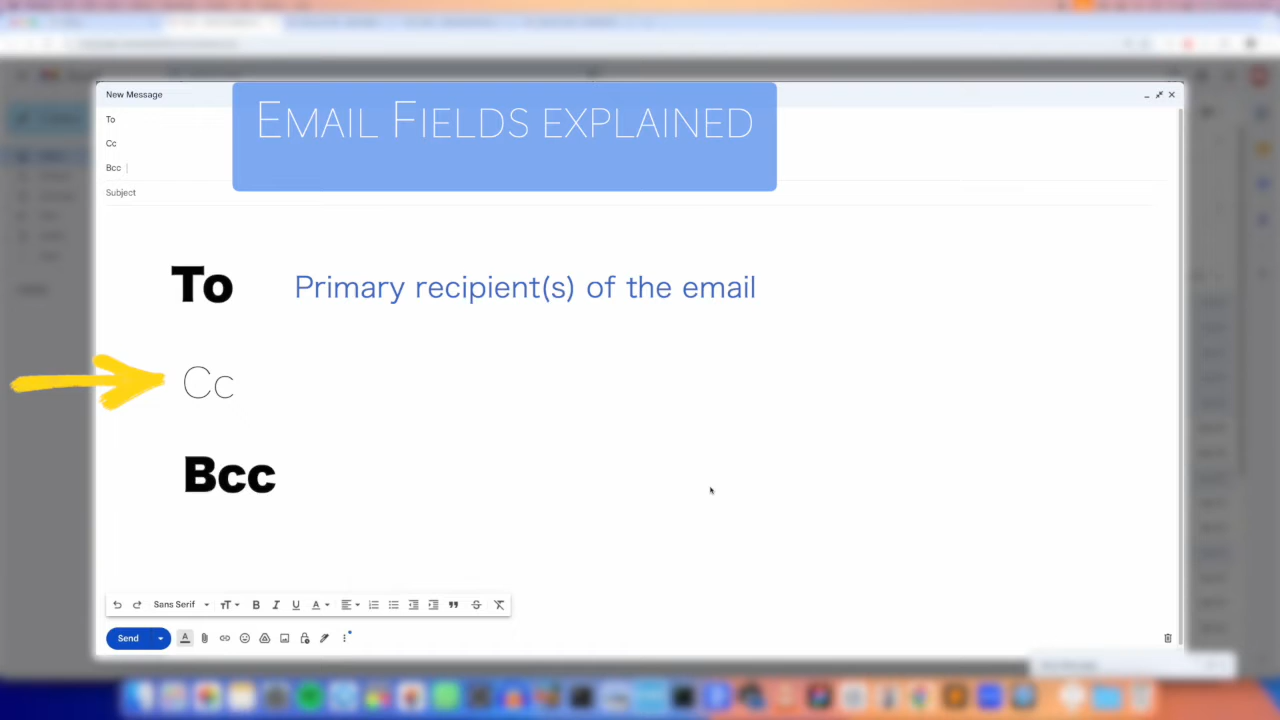 New Message
EMAIL FIELDS EXPLAINED
To
Cc
Bcc
Subject
To Primary recipient(s) of the email
Cc
Bcc
Sans Serif
Send